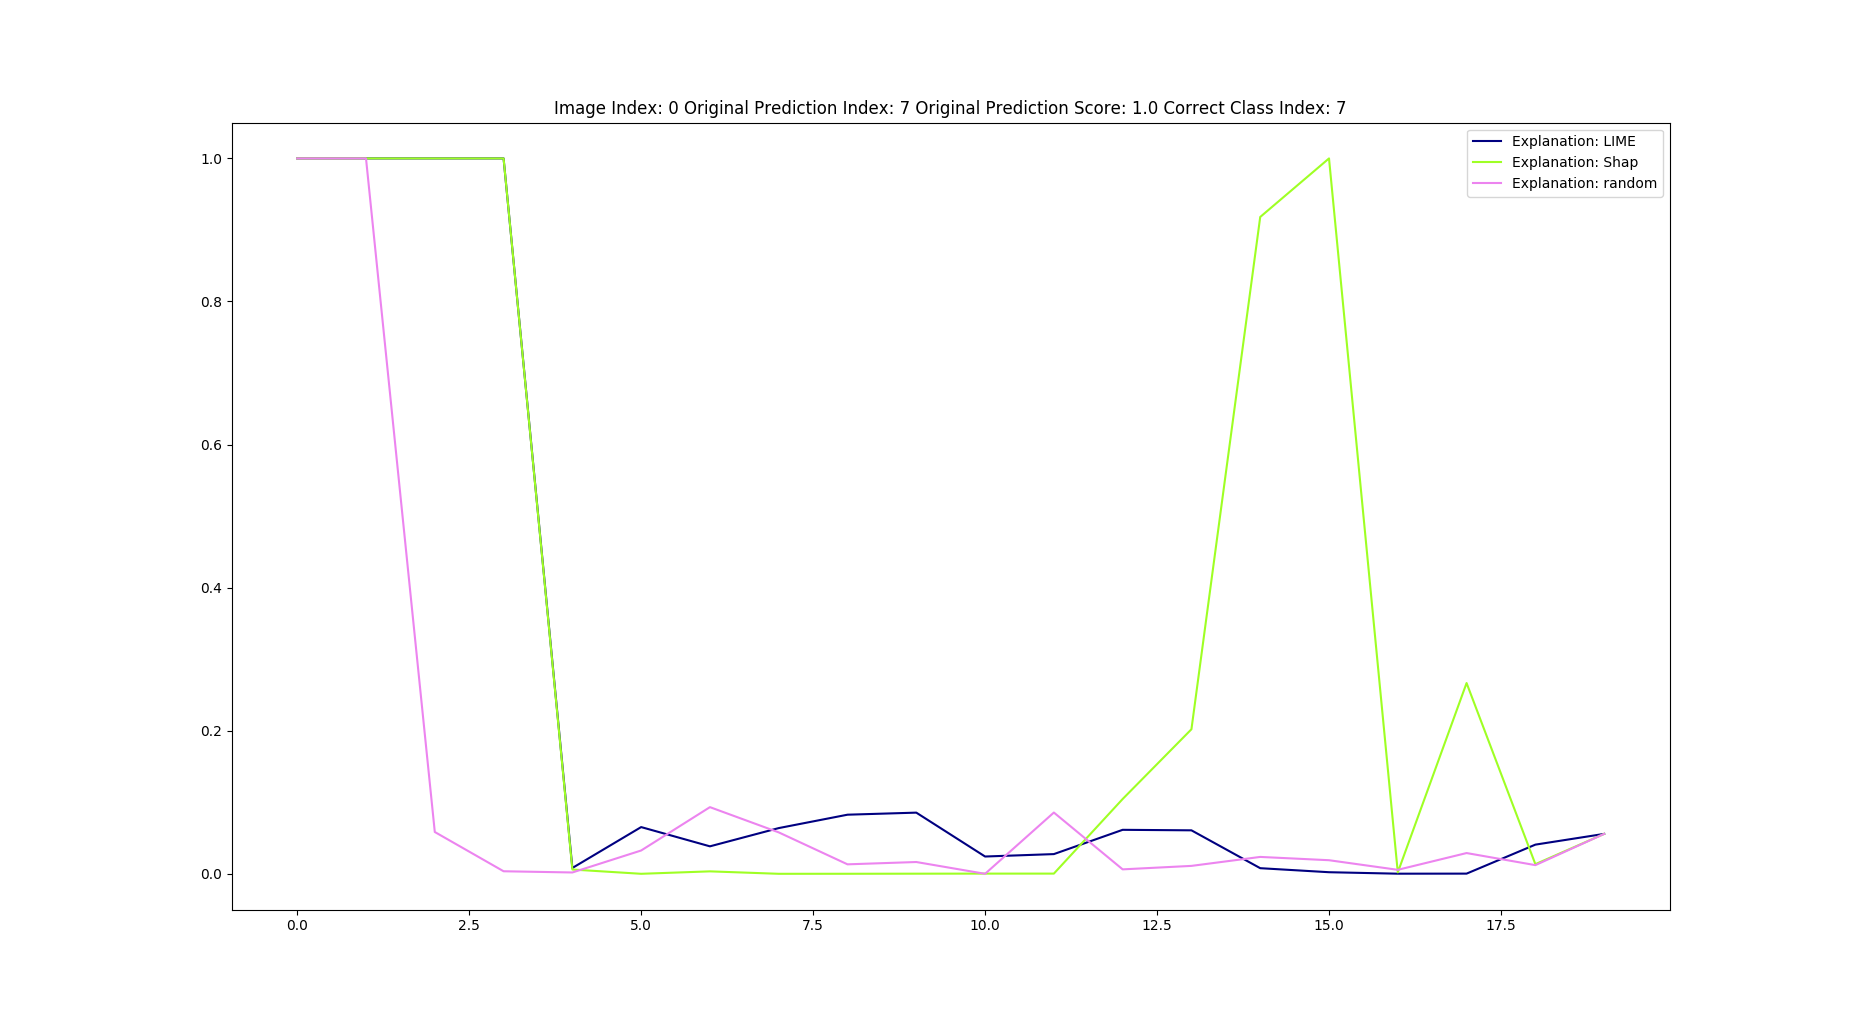 Image Index: 0 Original Prediction Index: 7 Original Prediction Score: 1.0 Correct Class Index: 7
Explanation: LIME
Explanation: Shap
Explanation: random
1.0
0.8
0.6
0.4
0.2
0.0
0.0 2.5 5.0 7.5 10.0 12.5 15.0 17.5